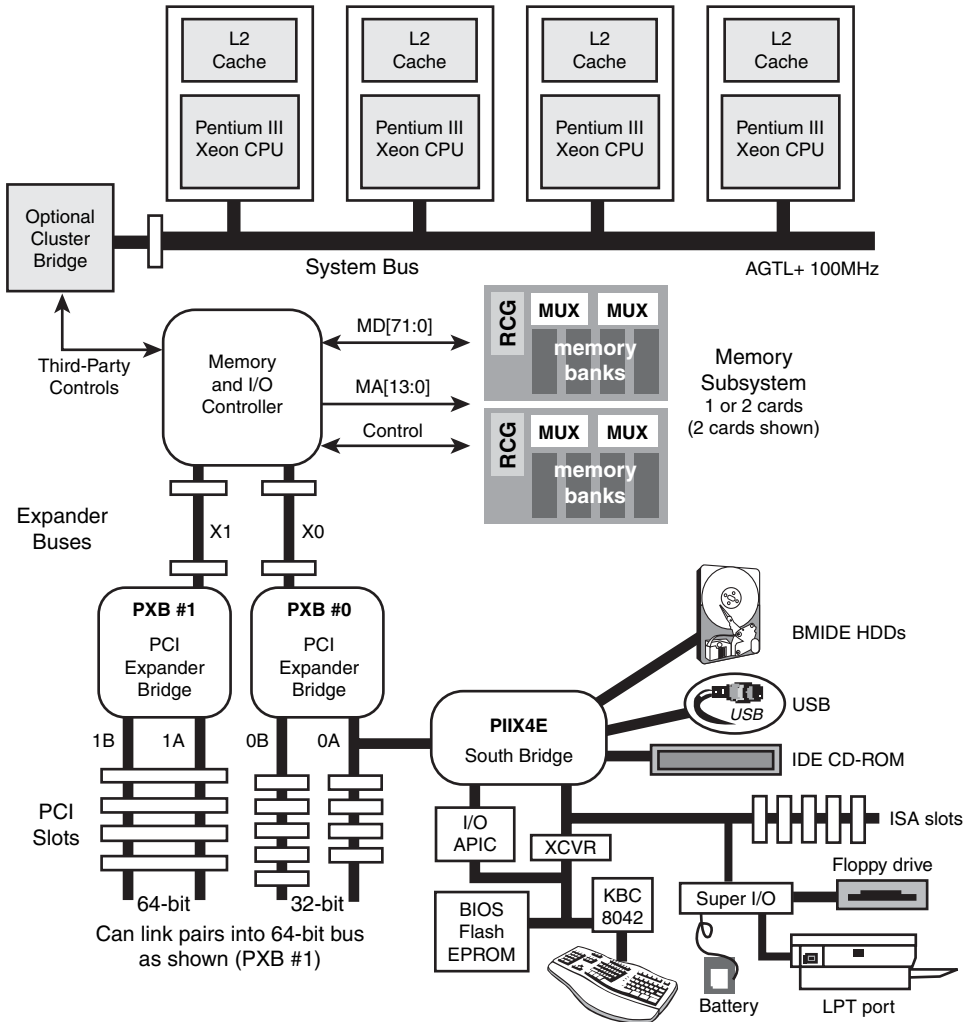 L2
Cache
Pentium III
Xeon CPU
L2
Cache
Pentium III
Xeon CPU
L2
Cache
Pentium III
Xeon CPU
L2
Cache
Pentium III
Xeon CPU
Optional
Cluster
Bridge
System Bus
AGTL+ 100MHz
Third-Party
Controls
Memory
and I/O
Controller
MD[71:0]
MA[13:0]
Control
RCG
MUX
MUX
memory
banks
RCG
MUX
MUX
memory
banks
Memory
Subsystem
1 or 2 cards
(2 cards shown)
Expander
Buses
X1
X0
PXB #1
PCI
Expander
Bridge
PXB #0
PCI
Expander
Bridge
1B
1A
0B
0A
PCI
Slots
64-bit
32-bit
Can link pairs into 64-bit bus
as shown (PXB #1)
PIIX4E
South Bridge
BMIDE HDDs
USB
USB
IDE CD-ROM
I/O
APIC
XCVR
ISA slots
BIOS
Flash
EPROM
KBC
8042
Super I/O
Floppy drive
Battery
LPT port